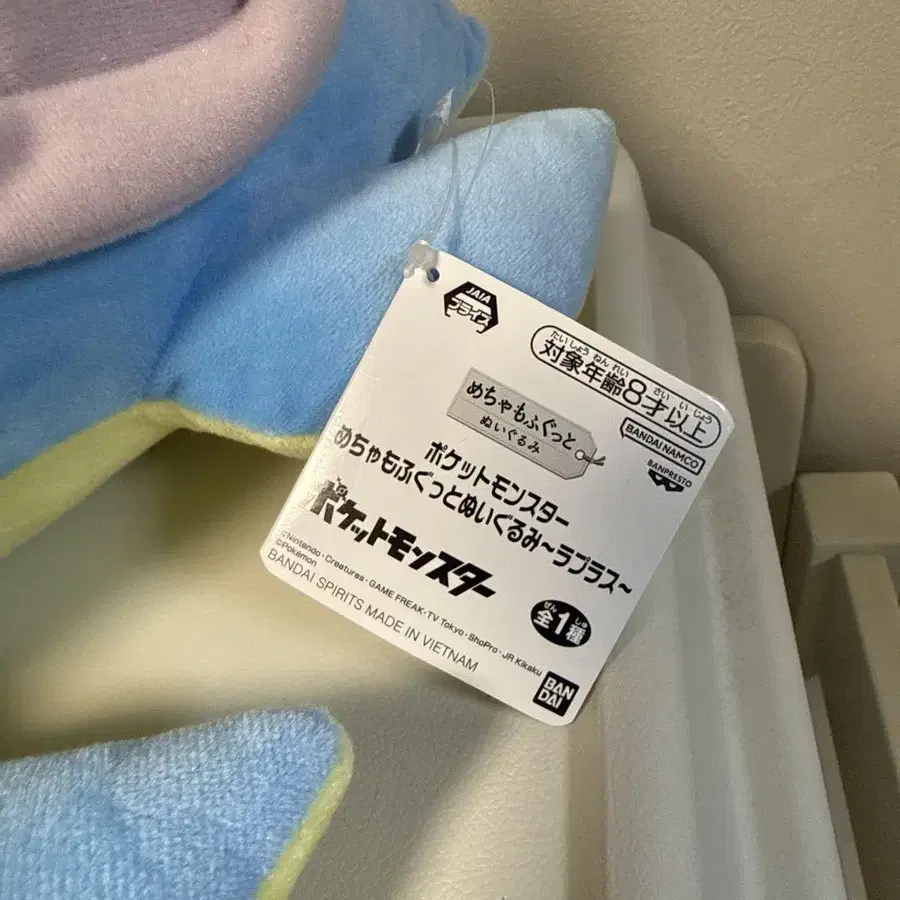 JAIA
プライズ
たいしょう ねん れい さい い じょう
対象年齢8才以上
めちゃもふぐっと
ぬいぐるみ
BANDAI NAMCO
BANPRESTO
ポケットモンスター
めちゃもふぐっとぬいぐるみ～ラプラス～
ポケットモンスター
©Nintendo・Creatures・GAME FREAK・TV Tokyo・ShoPro・JR Kikaku
©Pokémon
BANDAI SPIRITS MADE IN VIETNAM
ぜん しゅ
全1種
BAN
DAI